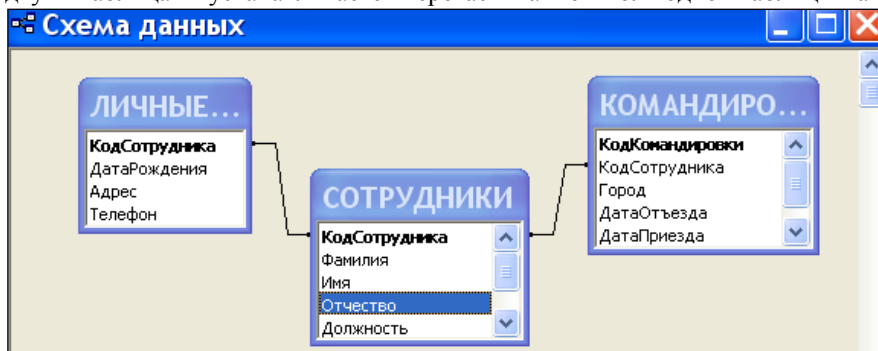 Схема данных
ЛИЧНЫЕ...
КодСотрудника
ДатаРождения
Адрес
Телефон
СОТРУДНИКИ
КодСотрудника
Фамилия
Имя
Отчество
Должность
КОМАНДИРО...
КодКомандировки
КодСотрудника
Город
ДатаОтъезда
ДатаПриезда